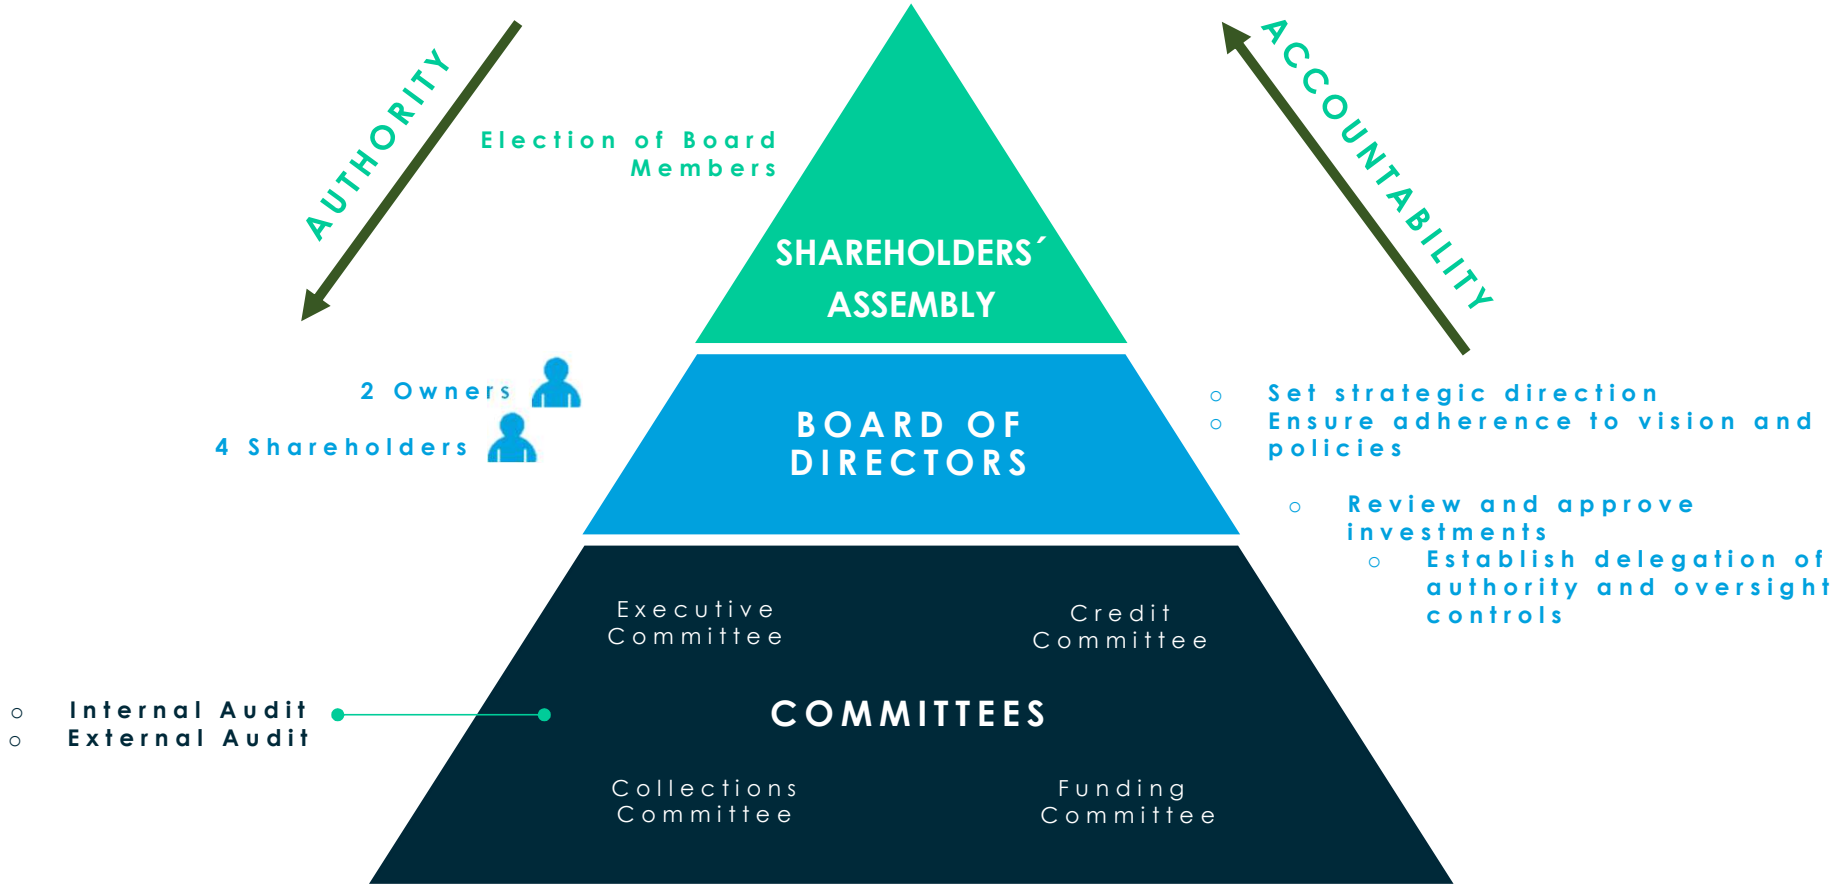 AUTHORITY
ACCOUNTABILITY
Election of Board
Members
SHAREHOLDERS´
ASSEMBLY
2 Owners
4 Shareholders
BOARD OF
DIRECTORS
o Set strategic direction
o Ensure adherence to vision and
policies
o Review and approve
investments
o Establish delegation of
authority and oversight
controls
Executive
Committee
Credit
Committee
o Internal Audit
o External Audit
COMMITTEES
Collections
Committee
Funding
Committee